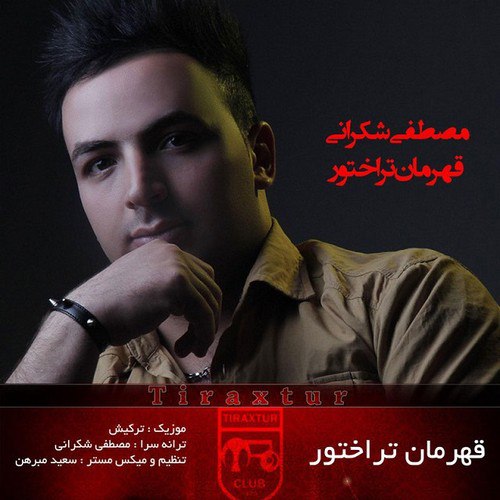 مصطفی شکرانی
قهرمان تراختور
Tiraxtur
موزیک : ترکیش
ترانه سرا : مصطفی شکرانی
تنظیم و میکس مستر : سعید مبرهن
TIRAXTUR
CLUB
قهرمان تراختور